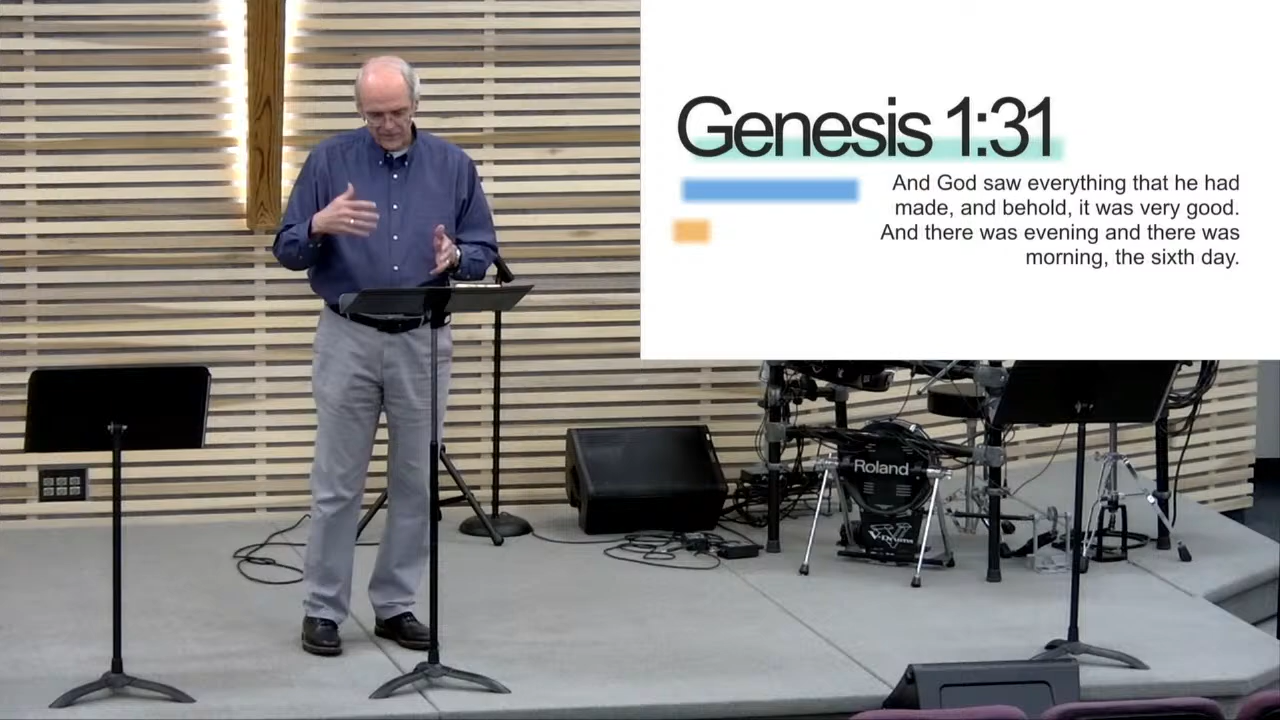 Genesis 1:31
And God saw everything that he had
made, and behold, it was very good.
And there was evening and there was
morning, the sixth day.
Roland
V-Drums